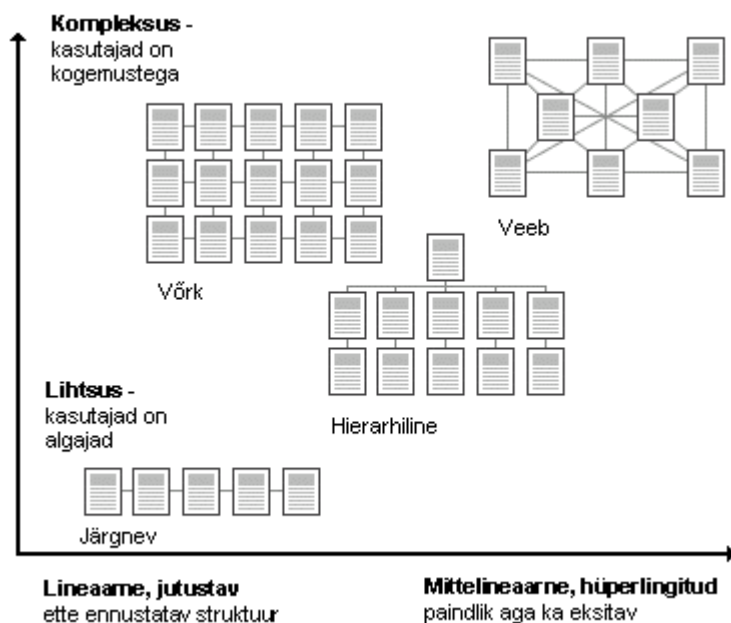 Kompleksus -
kasutajad on
kogemustega
Veeb
Võrk
Lihtsus -
kasutajad on
algajad
Hierarhiline
Järgnev
Lineaarne, jutustav
ette ennustatav struktuur
Mittelineaarne, hüperlingitud
paindlik aga ka eksitav